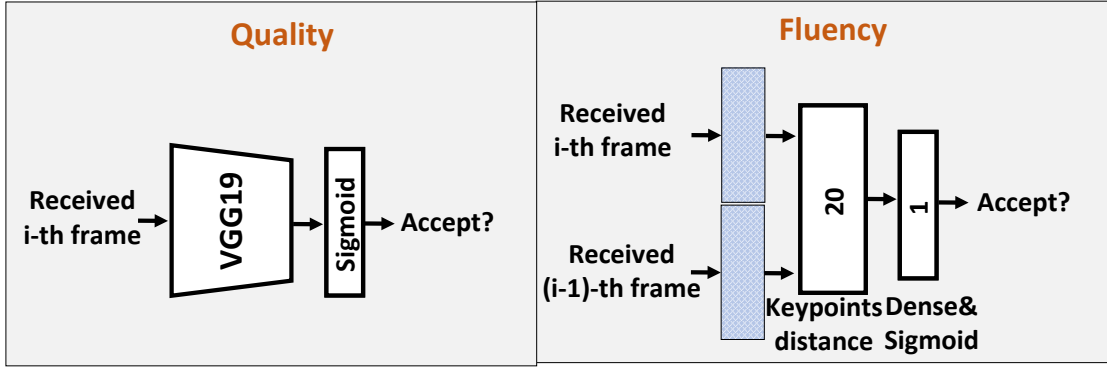 Quality
Received
i-th frame
VGG19
Sigmoid
Accept?
Fluency
Received
i-th frame
Received
(i-1)-th frame
20
Keypoints
distance
1
Dense&
Sigmoid
Accept?